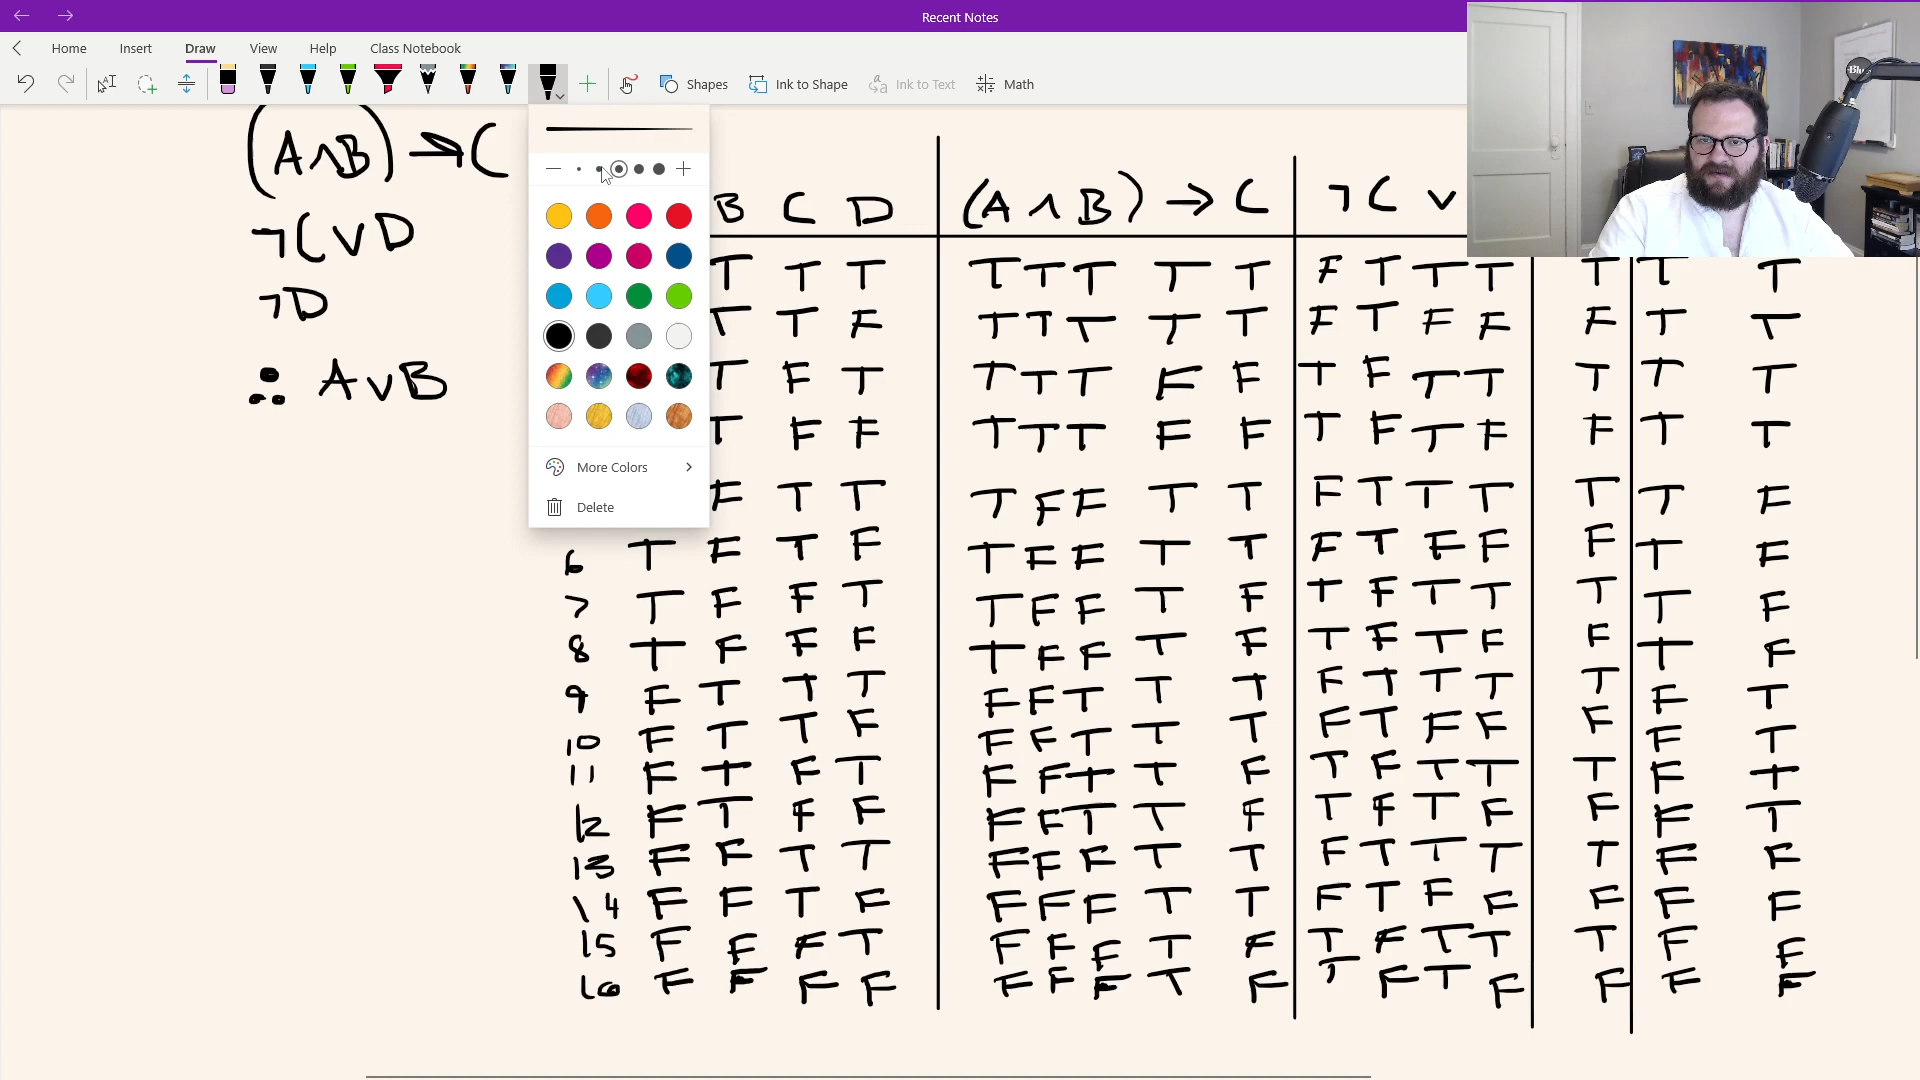 Recent Notes
Home Insert Draw View Help Class Notebook
Shapes Ink to Shape Ink to Text Math
(A∧B)→C
¬C∨D
¬D
∴ A∨B
More Colors
Delete
B C D (A ∧ B) → C ¬ C ∨
T T T T T T T T F T T T T T T
T T F T T T T T F T F F F T T
T F T T T T F F T F T T T T T
T F F T T T F F T F T F F T T
F T T T F F T T F T T T T T F
6 T F T F T F F T T F T F F F T F
7 T F F T T F F T F T F T T T T F
8 T F F F T F F T F T F T F F T F
9 F T T T F F T T T F T T T T F T
10 F T T F F F T T T F T F F F F T
11 F T F T F F T T F T F T T T F T
12 F T F F F F T T F T F T F F F T
13 F F T T F F F T T F T T T T F F
14 F F T F F F F T T F T F F F F F
15 F F F T F F F T F T F T T T F F
16 F F F F F F F T F T F T F F F F